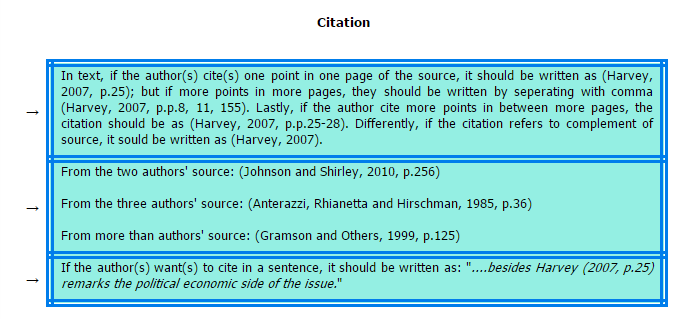 Citation
In text, if the author(s) cite(s) one point in one page of the source, it should be written as (Harvey,
2007, p.25); but if more points in more pages, they should be written by seperating with comma
(Harvey, 2007, p.p.8, 11, 155). Lastly, if the author cite more points in between more pages, the
→ citation should be as (Harvey, 2007, p.p.25-28). Differently, if the citation refers to complement of
source, it sould be written as (Harvey, 2007).
From the two authors' source: (Johnson and Shirley, 2010, p.256)
→ From the three authors' source: (Anterazzi, Rhianetta and Hirschman, 1985, p.36)
From more than authors' source: (Gramson and Others, 1999, p.125)
→ If the author(s) want(s) to cite in a sentence, it should be written as: "....besides Harvey (2007, p.25)
remarks the political economic side of the issue."